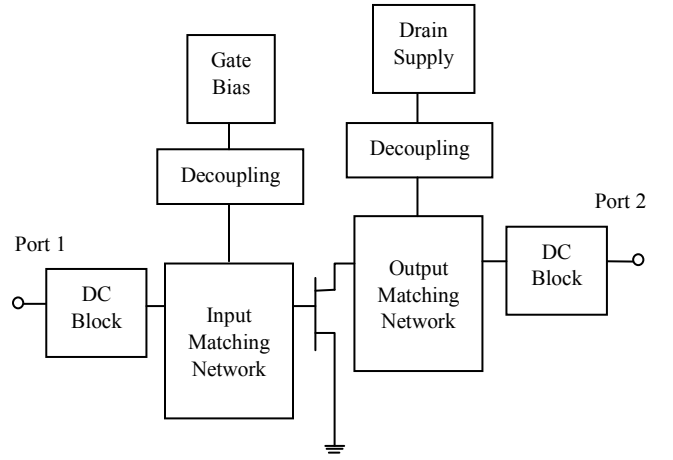 Drain
Supply
Gate
Bias
Decoupling
Decoupling
Port 2
Port 1
DC
Block
Output
Matching
Network
DC
Block
Input
Matching
Network